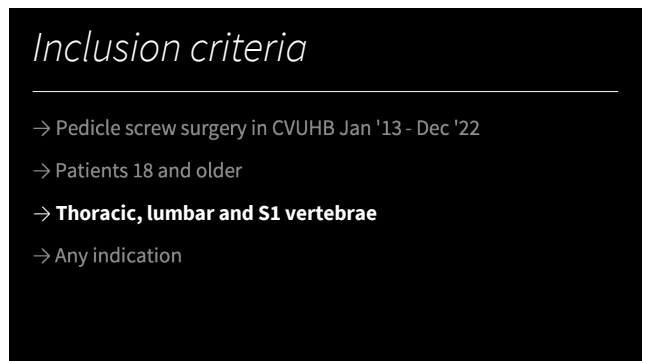 Inclusion criteria
→ Pedicle screw surgery in CVUHB Jan '13 - Dec '22
→ Patients 18 and older
→ Thoracic, lumbar and S1 vertebrae
→ Any indication